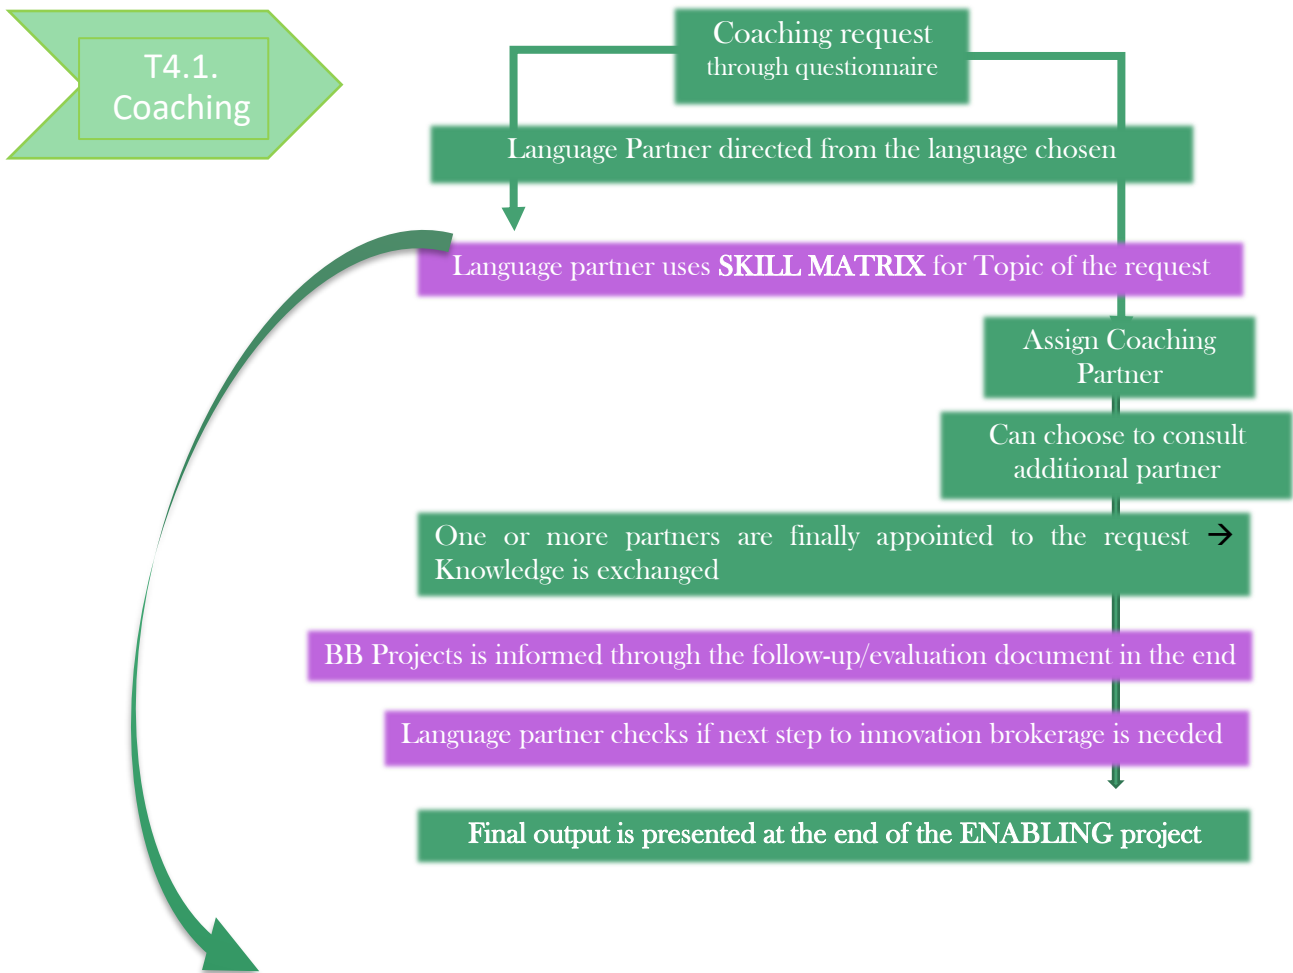 T4.1.
Coaching
Coaching request
through questionnaire
Language Partner directed from the language chosen
Language partner uses SKILL MATRIX for Topic of the request
Assign Coaching
Partner
Can choose to consult
additional partner
One or more partners are finally appointed to the request →
Knowledge is exchanged
BB Projects is informed through the follow-up/evaluation document in the end
Language partner checks if next step to innovation brokerage is needed
Final output is presented at the end of the ENABLING project